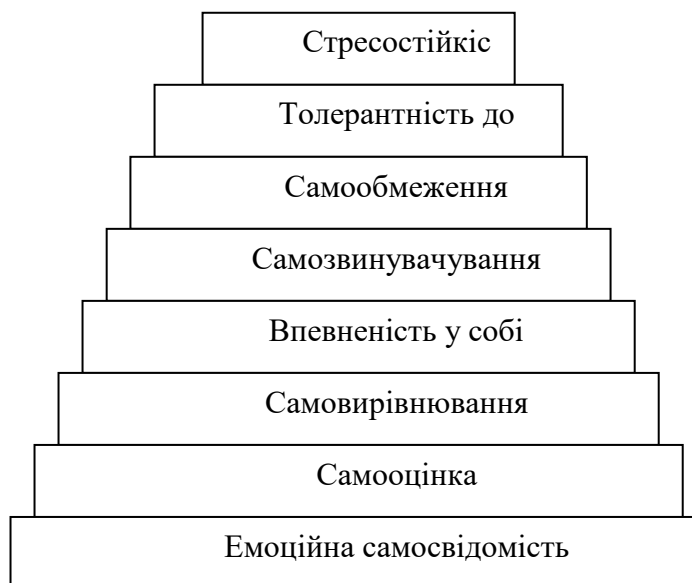 Стресостійкіс
Толерантність до
Самообмеження
Самозвинувачування
Впевненість у собі
Самовирівнювання
Самооцінка
Емоційна самосвідомість